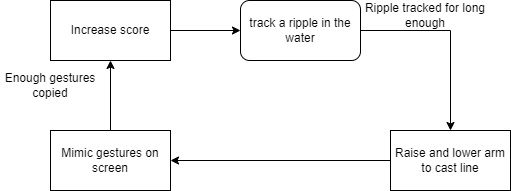 Increase score
track a ripple in the
water
Ripple tracked for long
enough
Enough gestures
copied
Mimic gestures on
screen
Raise and lower arm
to cast line